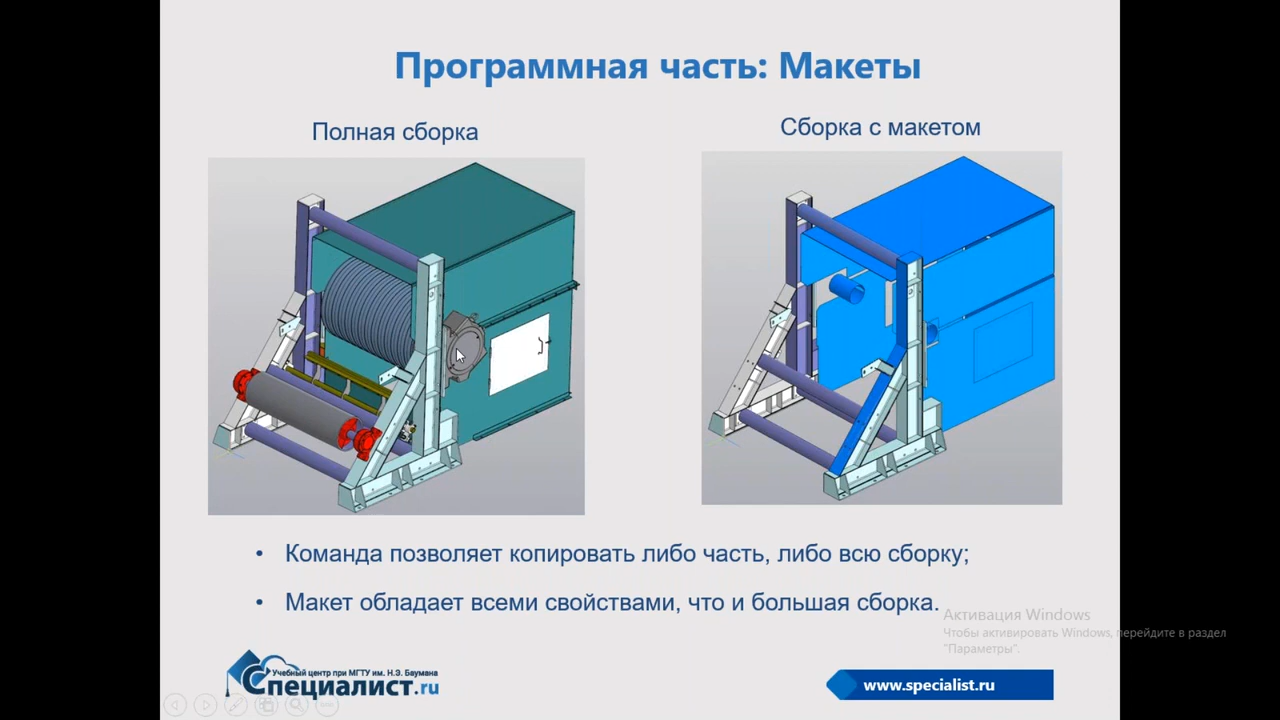 Программная часть: Макеты
Полная сборка
Сборка с макетом
• Команда позволяет копировать либо часть, либо всю сборку;
• Макет обладает всеми свойствами, что и большая сборка.
Активация Windows
Чтобы активировать Windows, перейдите в раздел
"Параметры".
Учебный центр при МГТУ им. Н.Э. Баумана
Специалист.ru
www.specialist.ru